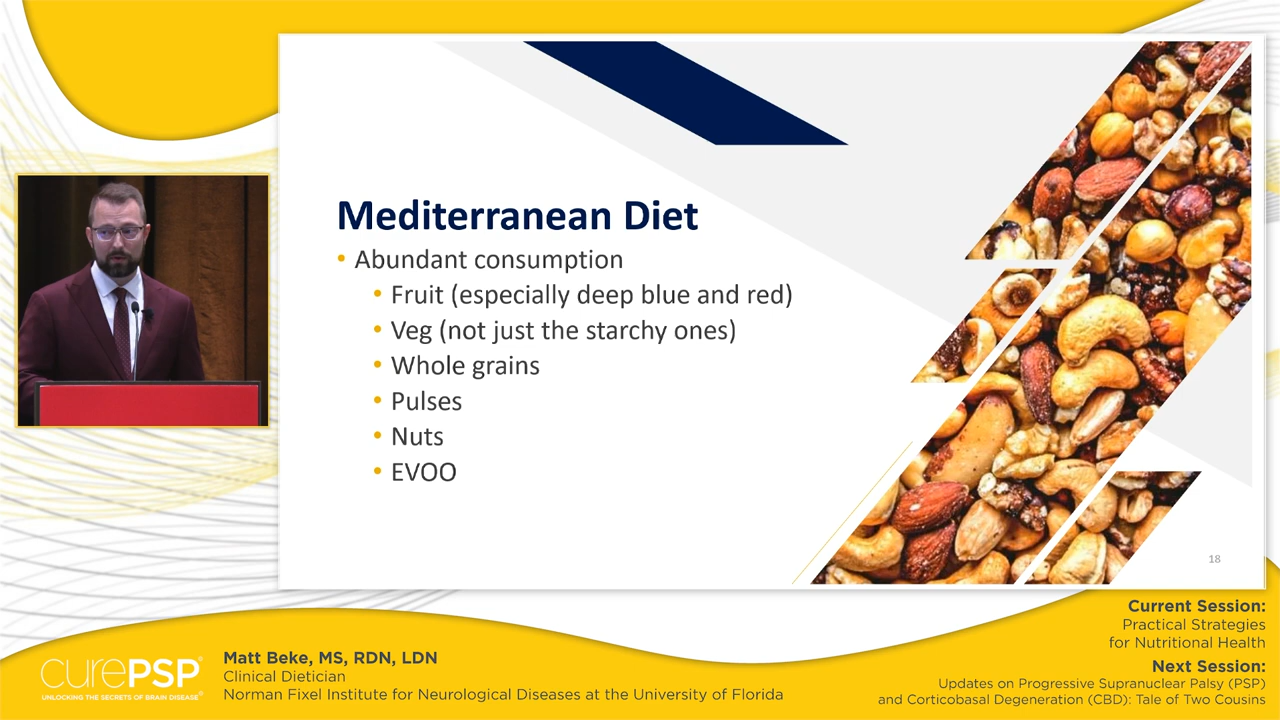 Mediterranean Diet
• Abundant consumption
• Fruit (especially deep blue and red)
• Veg (not just the starchy ones)
• Whole grains
• Pulses
• Nuts
• EVOO
18
Current Session:
Practical Strategies
for Nutritional Health
Next Session:
Updates on Progressive Supranuclear Palsy (PSP)
and Corticobasal Degeneration (CBD): Tale of Two Cousins
curePSP®
UNLOCKING THE SECRETS OF BRAIN DISEASE®
Matt Beke, MS, RDN, LDN
Clinical Dietician
Norman Fixel Institute for Neurological Diseases at the University of Florida